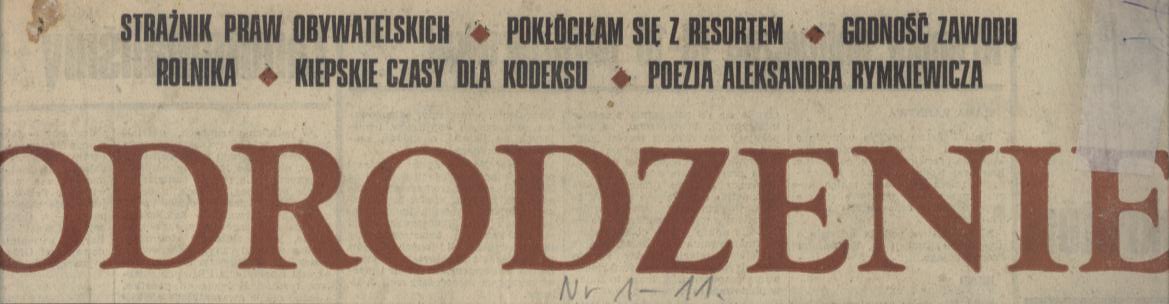 STRAŻNIK PRAW OBYWATELSKICH ◆ POKŁÓCIŁAM SIĘ Z RESORTEM ◆ GODNOŚĆ ZAWODU
ROLNIKA ◆ KIEPSKIE CZASY DLA KODEKSU ◆ POEZJA ALEKSANDRA RYMKIEWICZA
ODRODZENIE
Nr 1-11.